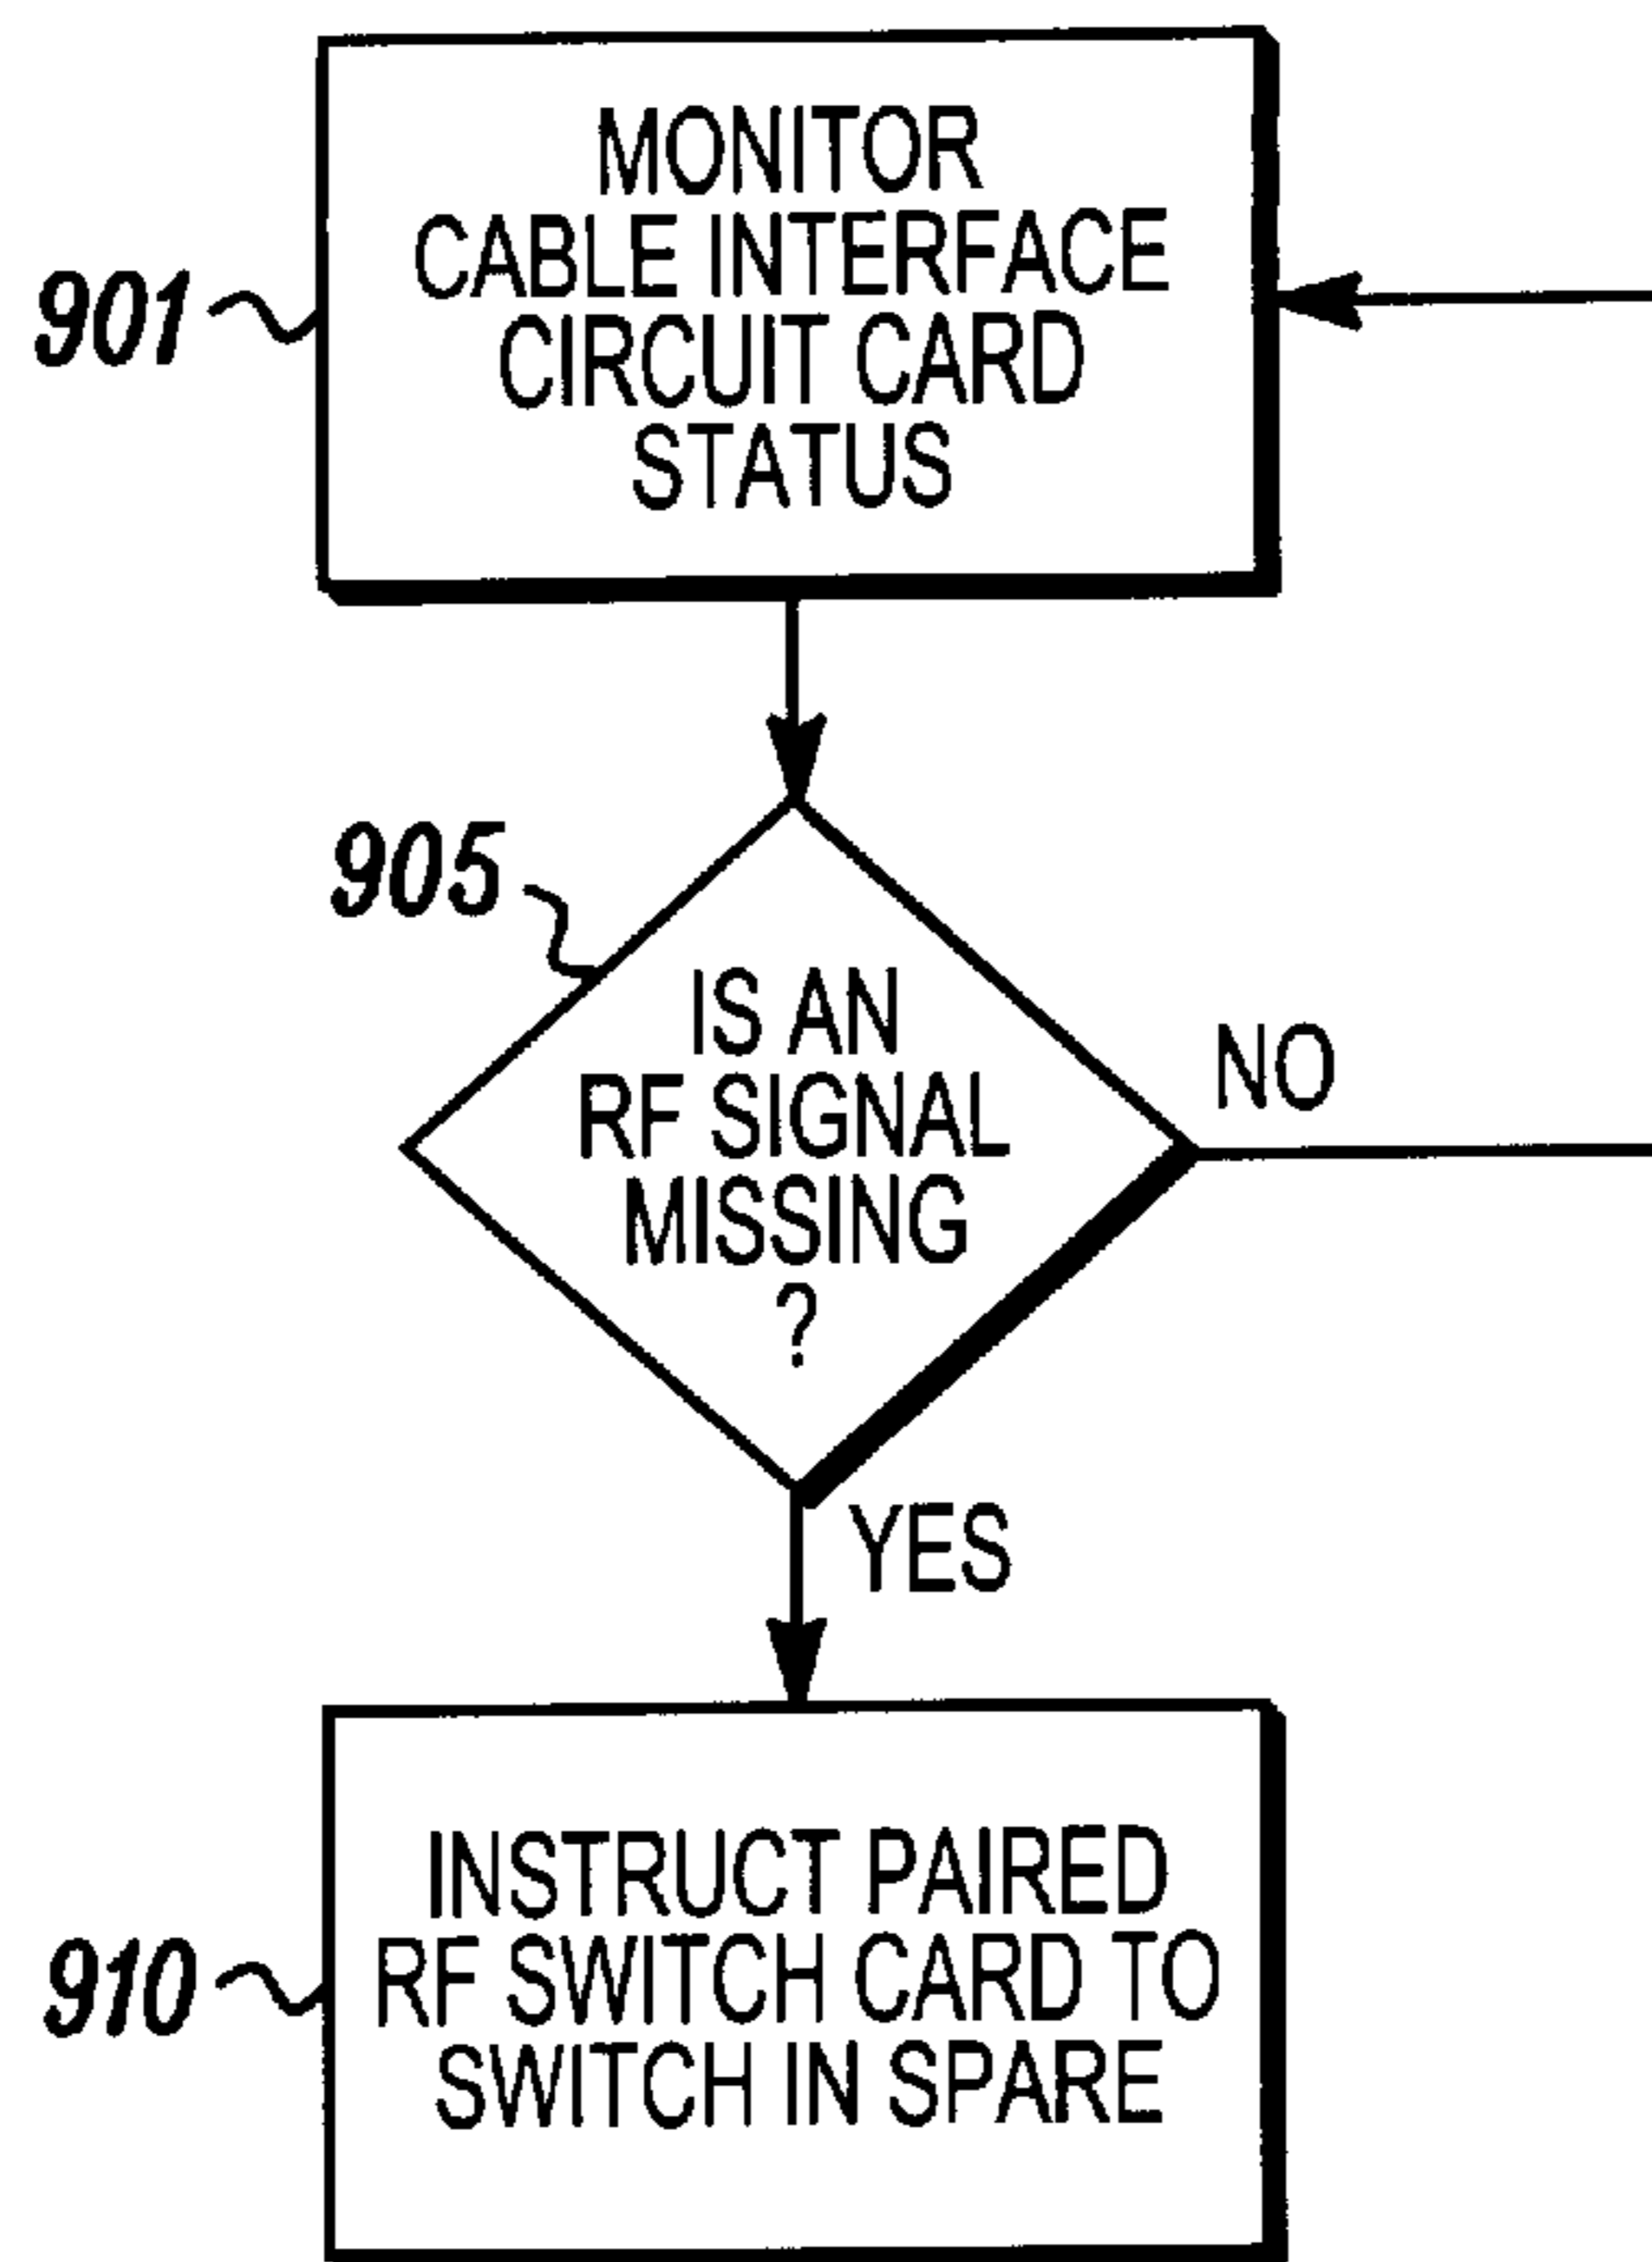 MONITOR
CABLE INTERFACE
CIRCUIT CARD
STATUS
901
905
IS AN
RF SIGNAL
MISSING
?
NO
YES
INSTRUCT PAIRED
RF SWITCH CARD TO
SWITCH IN SPARE
910